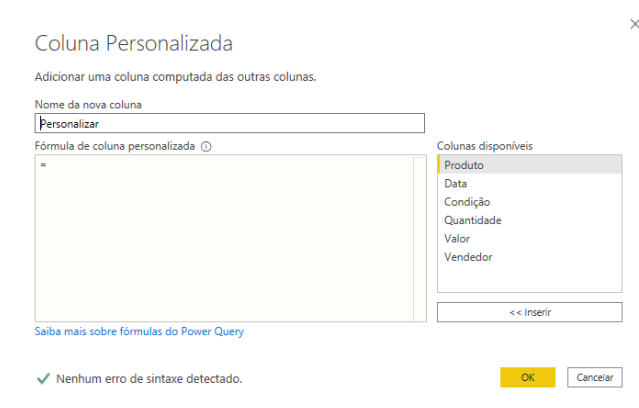 Coluna Personalizada
Adicionar uma coluna computada das outras colunas.
Nome da nova coluna
Personalizar
Fórmula de coluna personalizada
=
Colunas disponíveis
Produto
Data
Condição
Quantidade
Valor
Vendedor
<< Inserir
Saiba mais sobre fórmulas do Power Query
Nenhum erro de sintaxe detectado.
OK
Cancelar